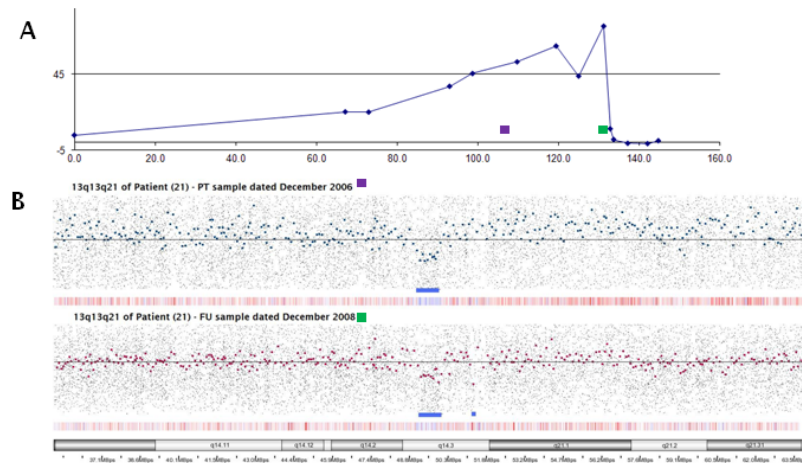 A
45
-5
0.0 20.0 40.0 60.0 80.0 100.0 120.0 140.0 160.0
13q13q21 of Patient (21) - PT sample dated December 2006
B
13q13q21 of Patient (21) - FU sample dated December 2008
q14.11 q14.12 q14.2 q14.3 q21.1 q21.2 q21.31